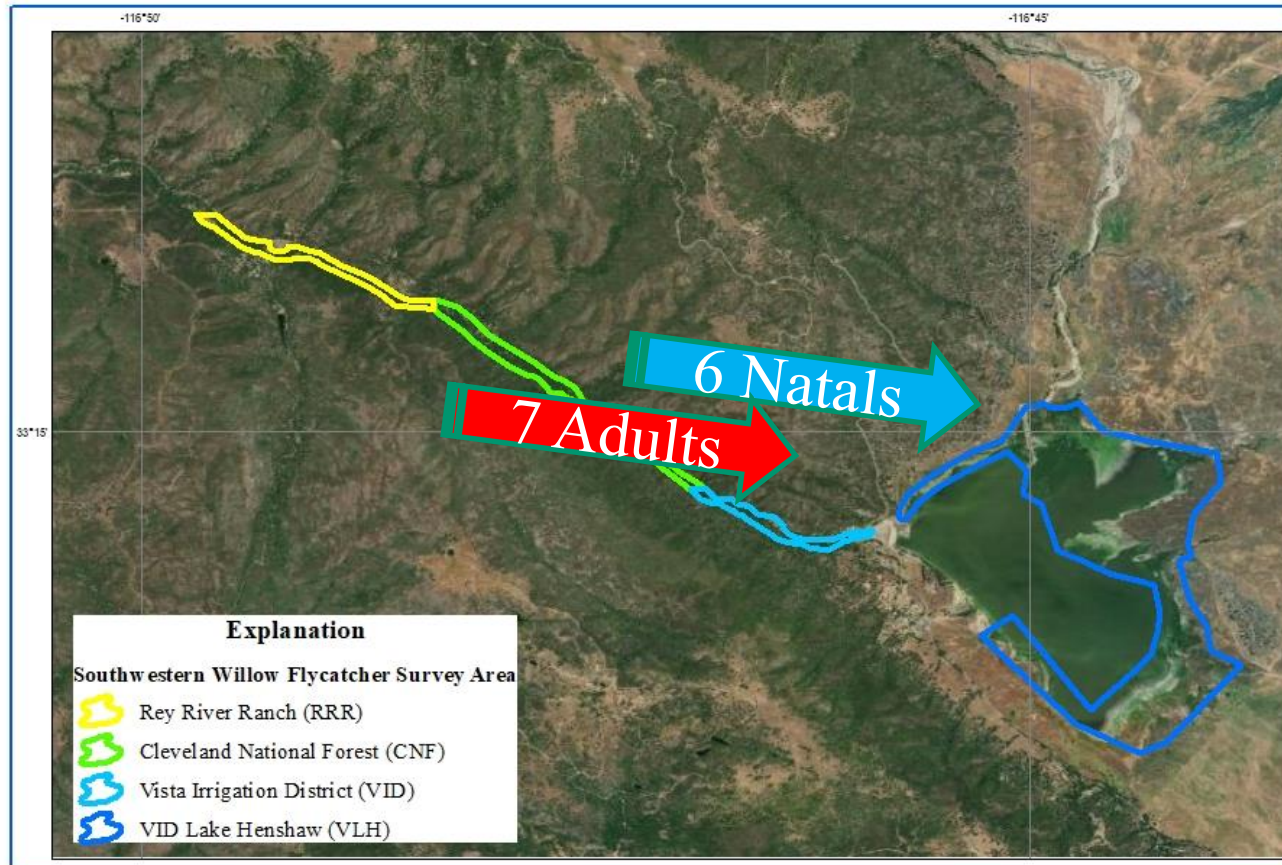 -116°50'
-116°45'
6 Natals
7 Adults
33°15'
Explanation
Southwestern Willow Flycatcher Survey Area
Rey River Ranch (RRR)
Cleveland National Forest (CNF)
Vista Irrigation District (VID)
VID Lake Henshaw (VLH)